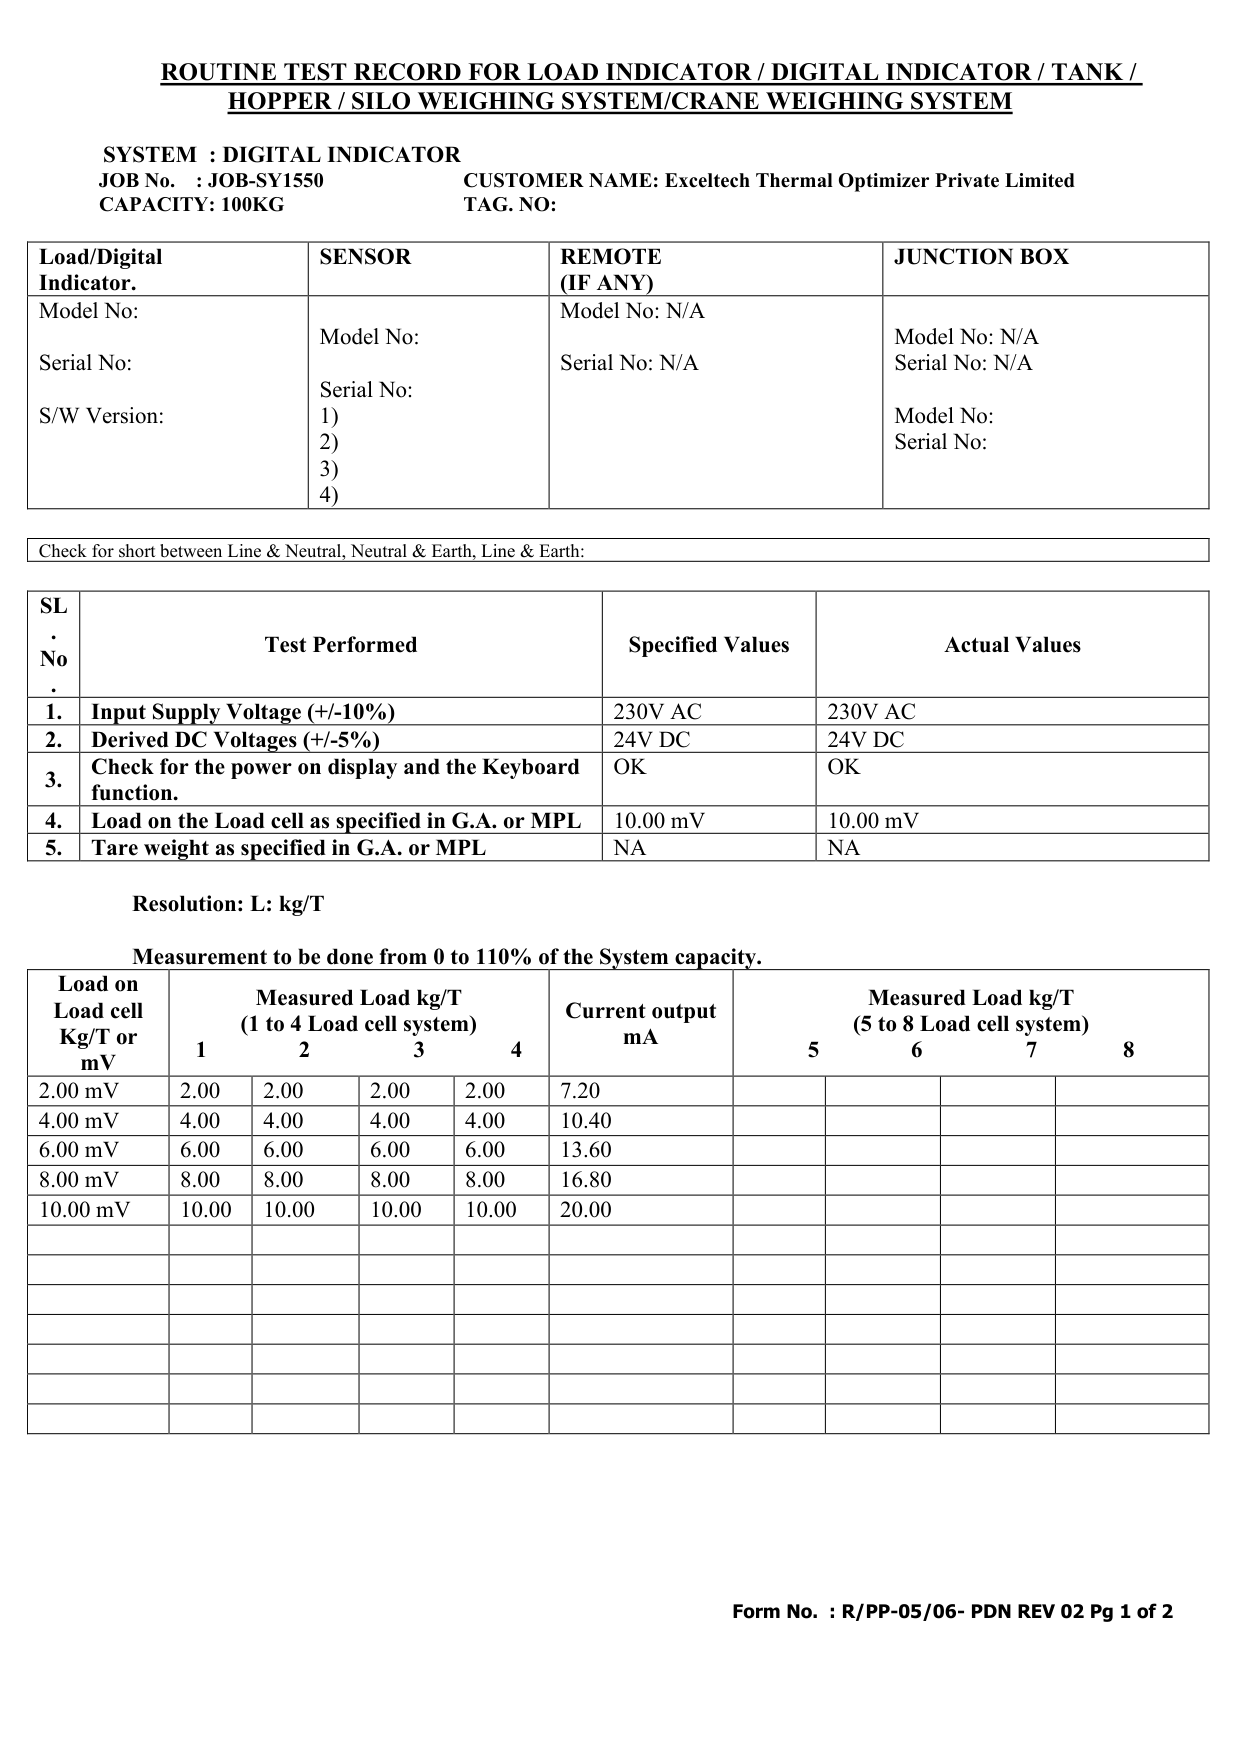 ROUTINE TEST RECORD FOR LOAD INDICATOR / DIGITAL INDICATOR / TANK /
HOPPER / SILO WEIGHING SYSTEM/CRANE WEIGHING SYSTEM
SYSTEM : DIGITAL INDICATOR
JOB No. : JOB-SY1550 CUSTOMER NAME: Exceltech Thermal Optimizer Private Limited
CAPACITY: 100KG TAG. NO:
Load/Digital
Indicator.
SENSOR
REMOTE
(IF ANY)
JUNCTION BOX
Model No:
Serial No:
S/W Version:
Model No:
Serial No:
1)
2)
3)
4)
Model No: N/A
Serial No: N/A
Model No: N/A
Serial No: N/A
Model No:
Serial No:
Check for short between Line & Neutral, Neutral & Earth, Line & Earth:
SL
.
No
.
Test Performed
Specified Values
Actual Values
1. Input Supply Voltage (+/-10%) 230V AC 230V AC
2. Derived DC Voltages (+/-5%) 24V DC 24V DC
3. Check for the power on display and the Keyboard
function.
OK OK
4. Load on the Load cell as specified in G.A. or MPL 10.00 mV 10.00 mV
5. Tare weight as specified in G.A. or MPL NA NA
Resolution: L: kg/T
Measurement to be done from 0 to 110% of the System capacity.
Load on
Load cell
Kg/T or
mV
Measured Load kg/T
(1 to 4 Load cell system)
1 2 3 4
Current output
mA
Measured Load kg/T
(5 to 8 Load cell system)
5 6 7 8
2.00 mV 2.00 2.00 2.00 2.00 7.20
4.00 mV 4.00 4.00 4.00 4.00 10.40
6.00 mV 6.00 6.00 6.00 6.00 13.60
8.00 mV 8.00 8.00 8.00 8.00 16.80
10.00 mV 10.00 10.00 10.00 10.00 20.00
Form No. : R/PP-05/06- PDN REV 02 Pg 1 of 2